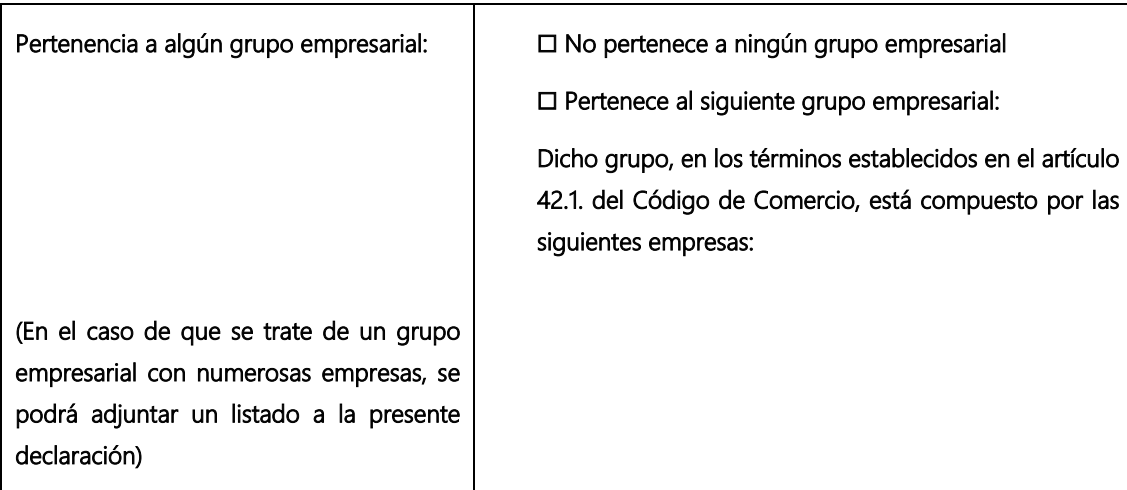 Pertenencia a algún grupo empresarial:
(En el caso de que se trate de un grupo
empresarial con numerosas empresas, se
podrá adjuntar un listado a la presente
declaración)
☐ No pertenece a ningún grupo empresarial
☐ Pertenece al siguiente grupo empresarial:
Dicho grupo, en los términos establecidos en el artículo
42.1. del Código de Comercio, está compuesto por las
siguientes empresas: